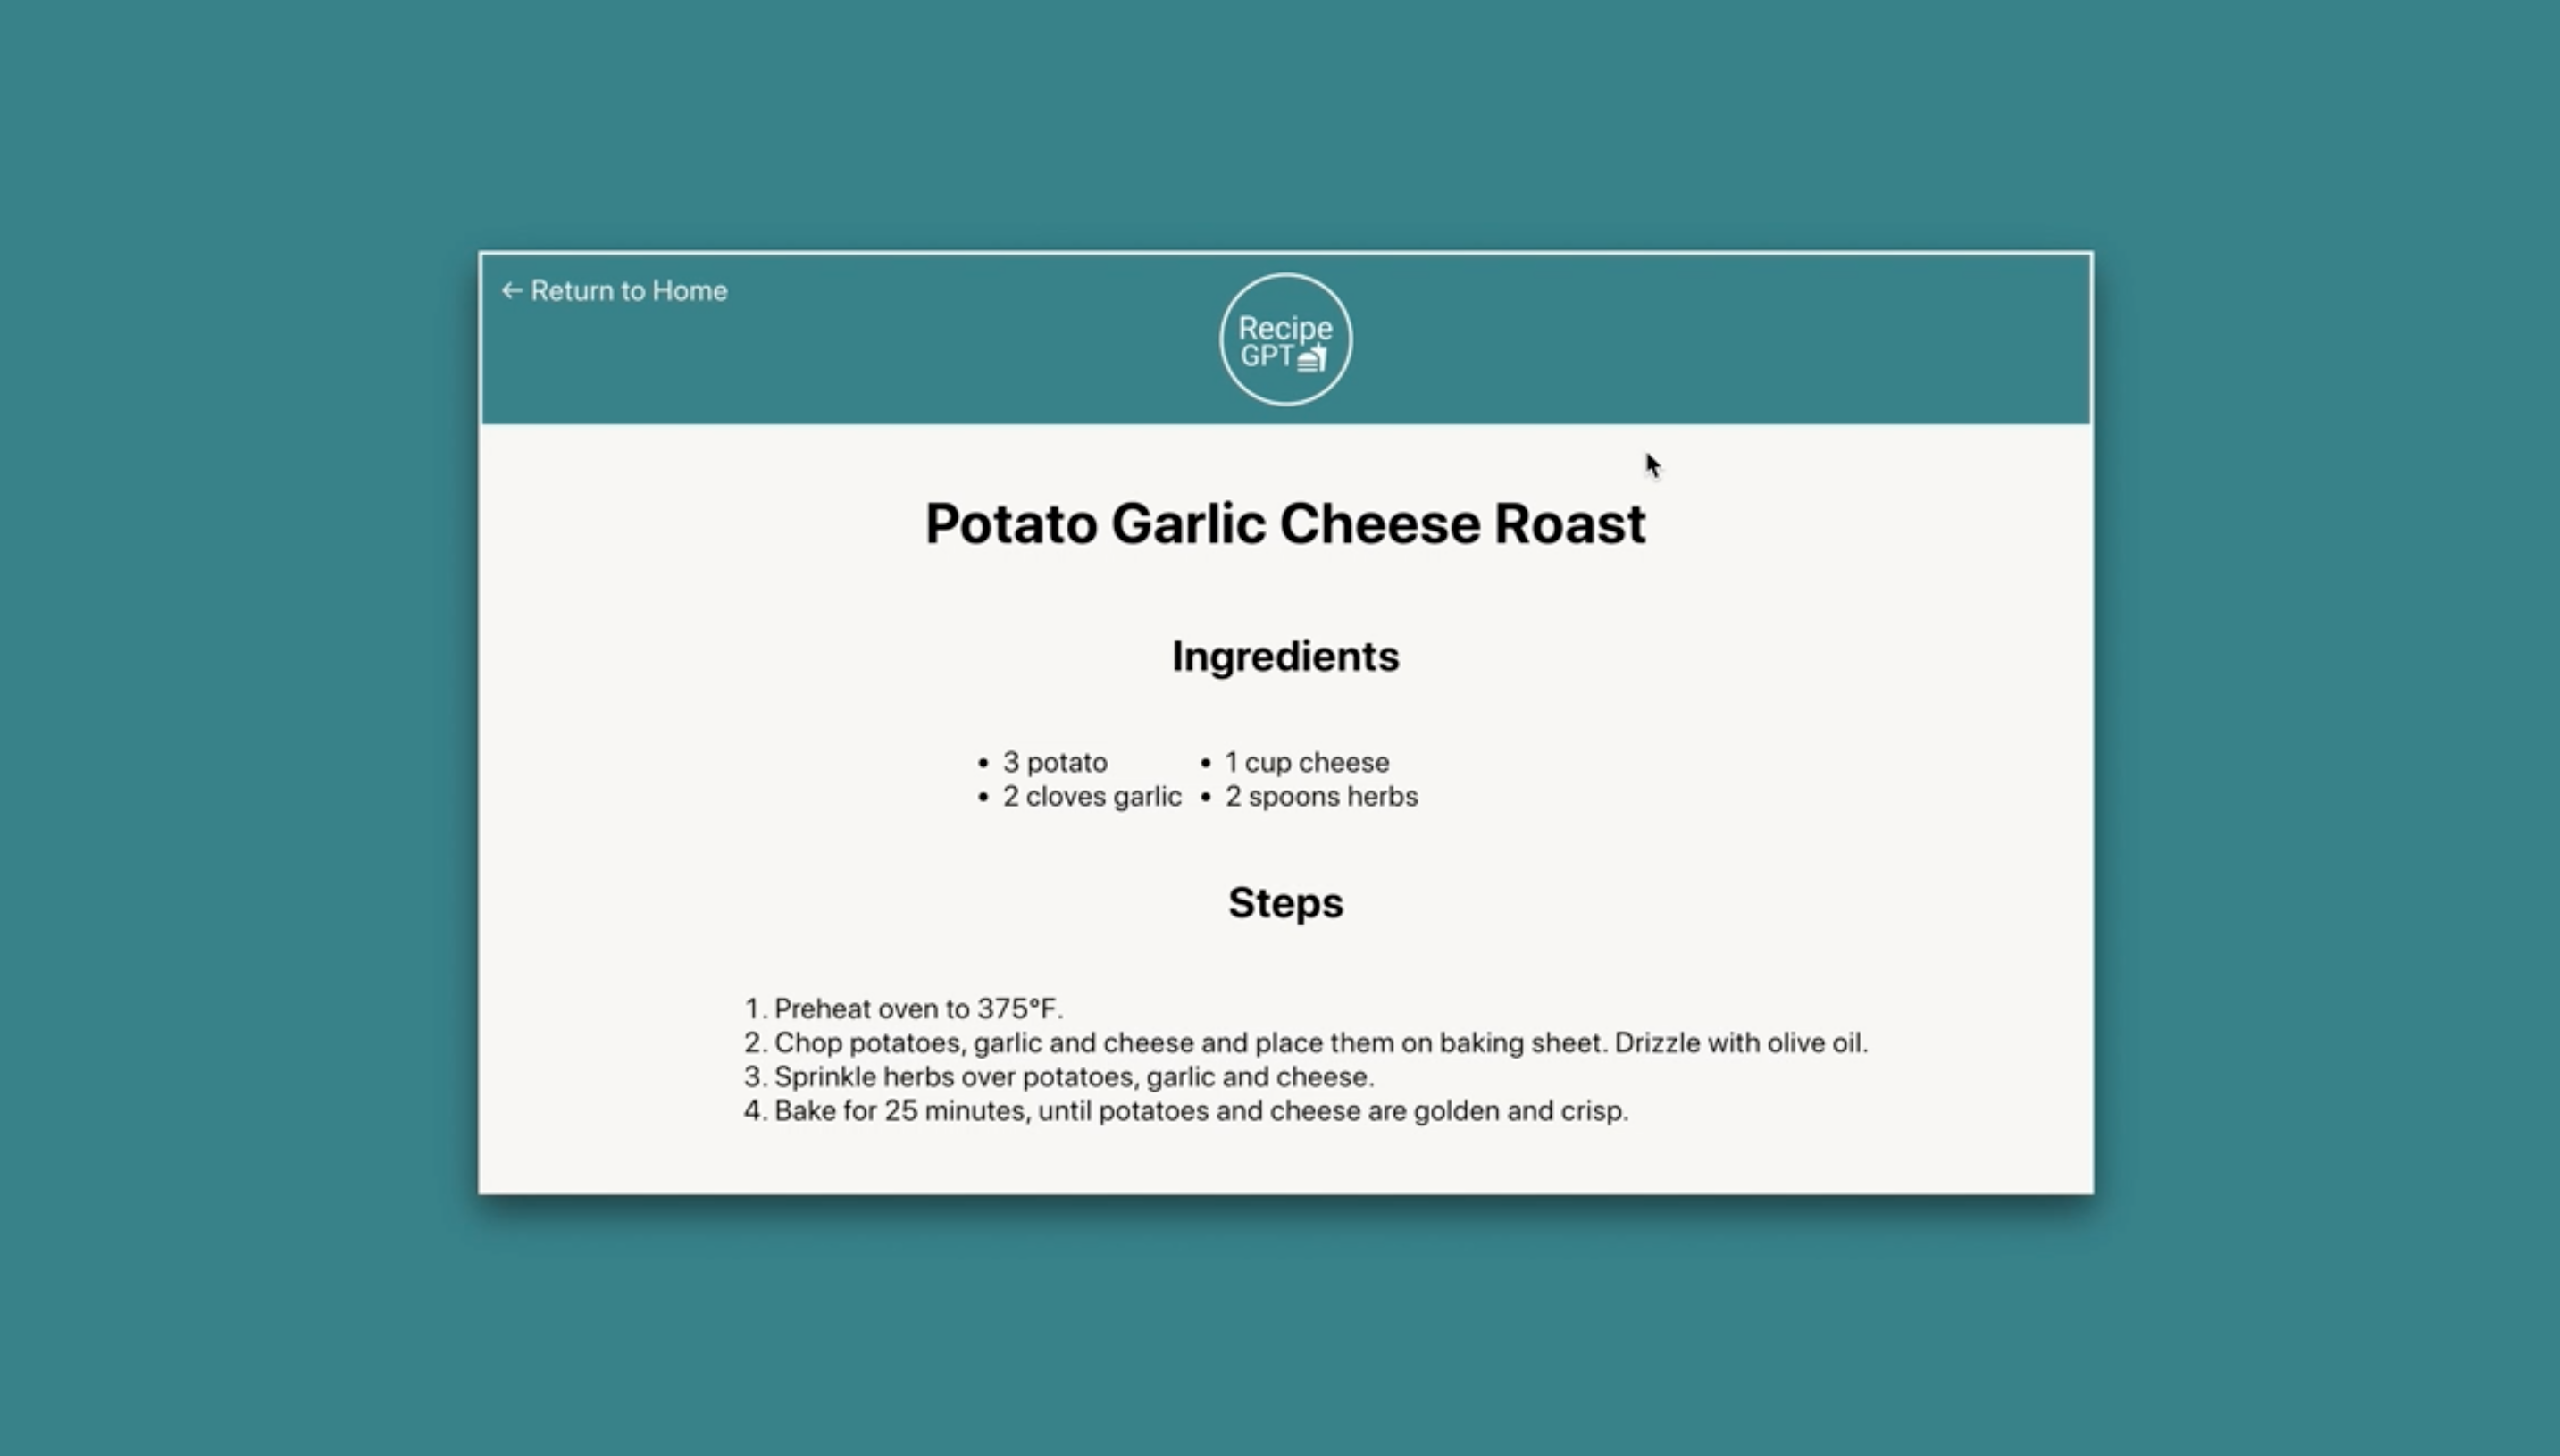 ← Return to Home
Recipe
GPT
Potato Garlic Cheese Roast
Ingredients
• 3 potato
• 2 cloves garlic
• 1 cup cheese
• 2 spoons herbs
Steps
1. Preheat oven to 375°F.
2. Chop potatoes, garlic and cheese and place them on baking sheet. Drizzle with olive oil.
3. Sprinkle herbs over potatoes, garlic and cheese.
4. Bake for 25 minutes, until potatoes and cheese are golden and crisp.